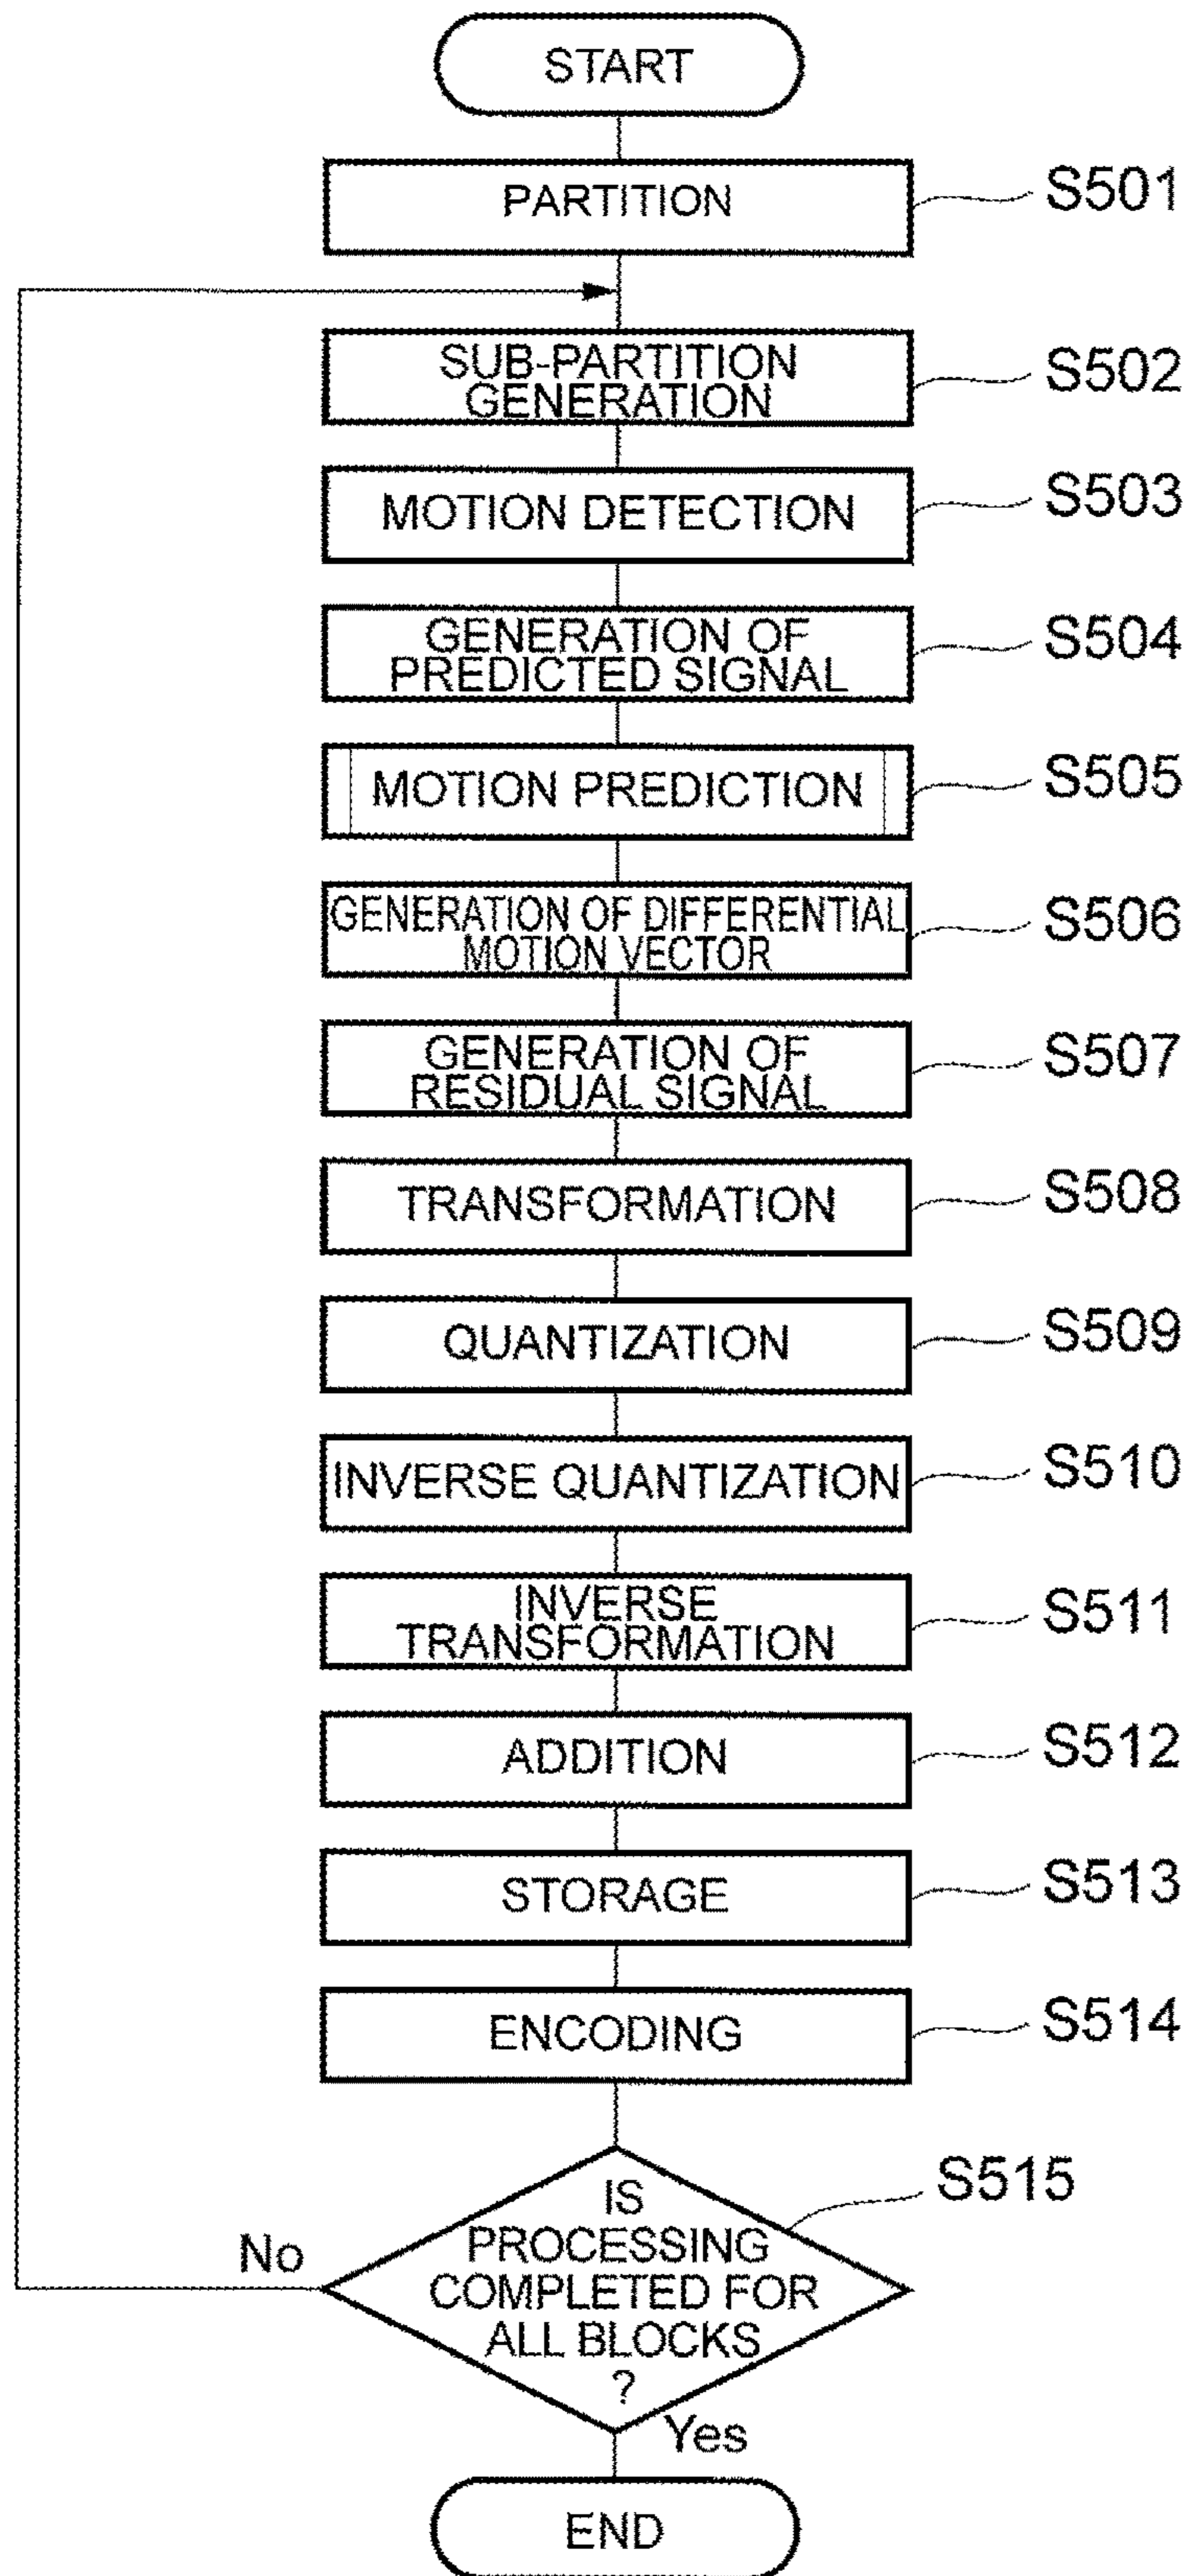 START
PARTITION
S501
SUB-PARTITION
GENERATION
S502
MOTION DETECTION
S503
GENERATION OF
PREDICTED SIGNAL
S504
MOTION PREDICTION
S505
GENERATION OF DIFFERENTIAL
MOTION VECTOR
S506
GENERATION OF
RESIDUAL SIGNAL
S507
TRANSFORMATION
S508
QUANTIZATION
S509
INVERSE QUANTIZATION
S510
INVERSE
TRANSFORMATION
S511
ADDITION
S512
STORAGE
S513
ENCODING
S514
IS
PROCESSING
COMPLETED FOR
ALL BLOCKS
?
S515
No
Yes
END